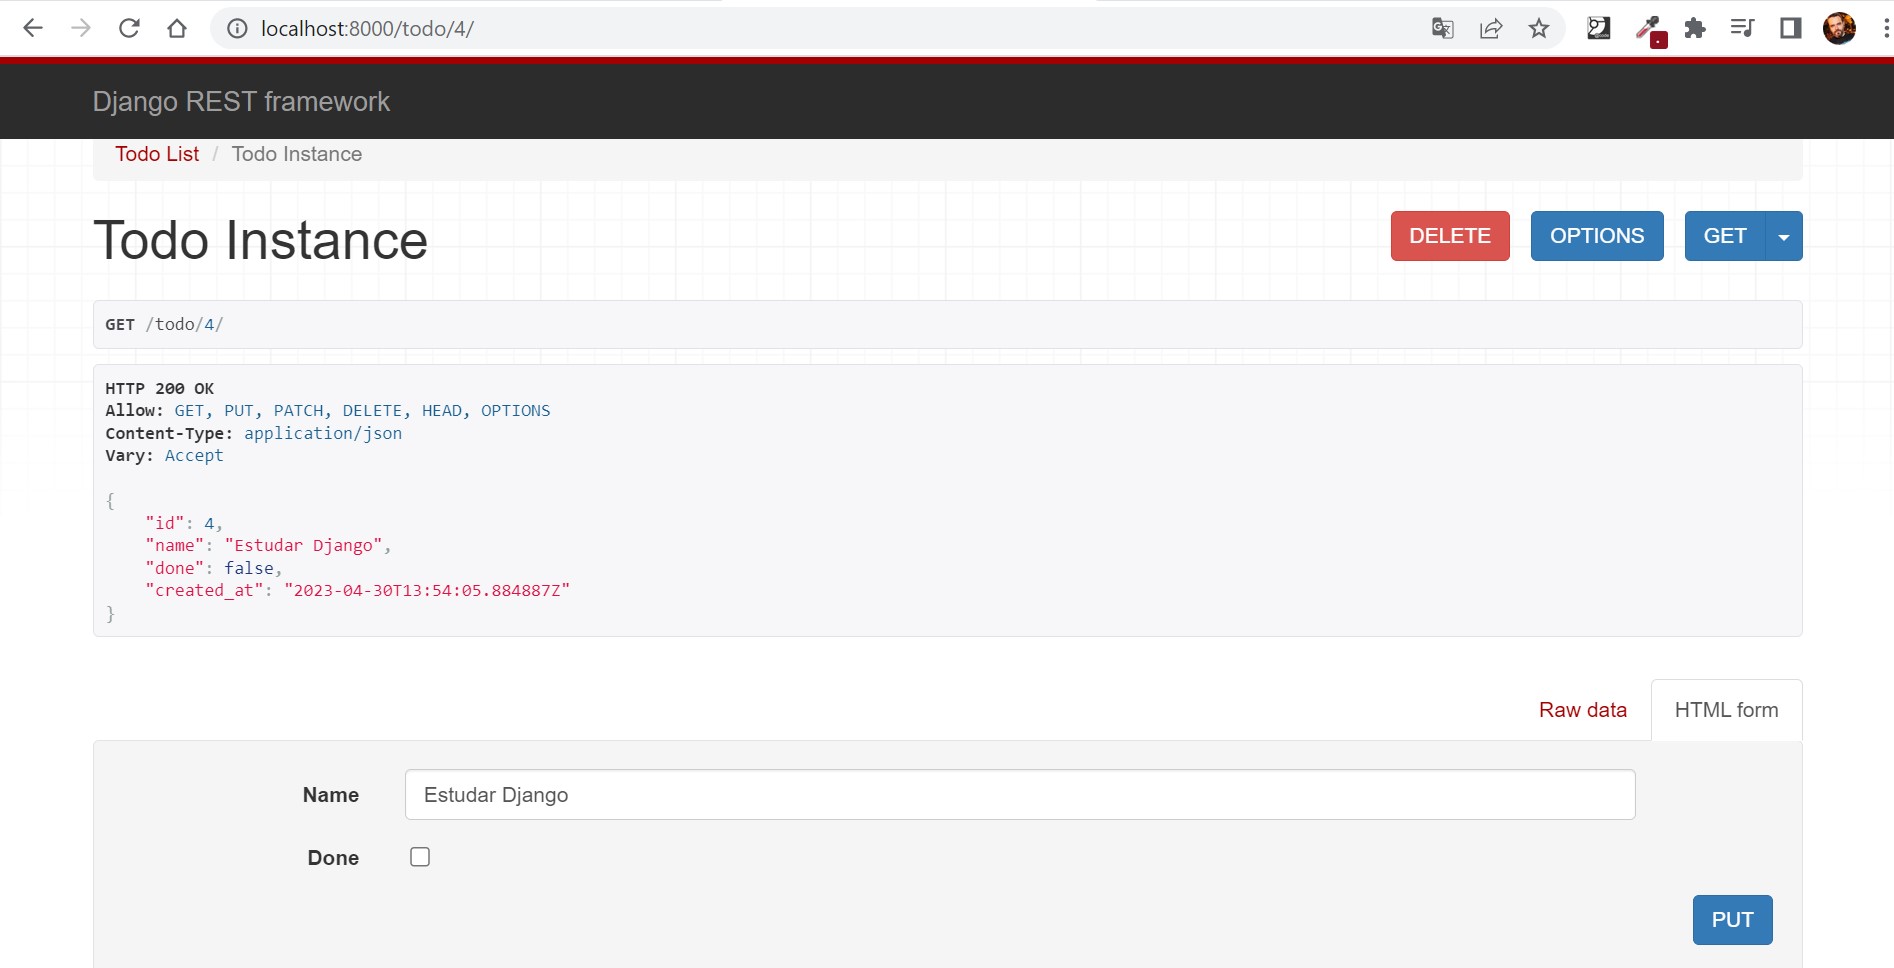 localhost:8000/todo/4/
Django REST framework
Todo List / Todo Instance
Todo Instance
DELETE OPTIONS GET
GET /todo/4/
HTTP 200 OK
Allow: GET, PUT, PATCH, DELETE, HEAD, OPTIONS
Content-Type: application/json
Vary: Accept
{
"id": 4,
"name": "Estudar Django",
"done": false,
"created_at": "2023-04-30T13:54:05.884887Z"
}
Raw data HTML form
Name Estudar Django
Done
PUT